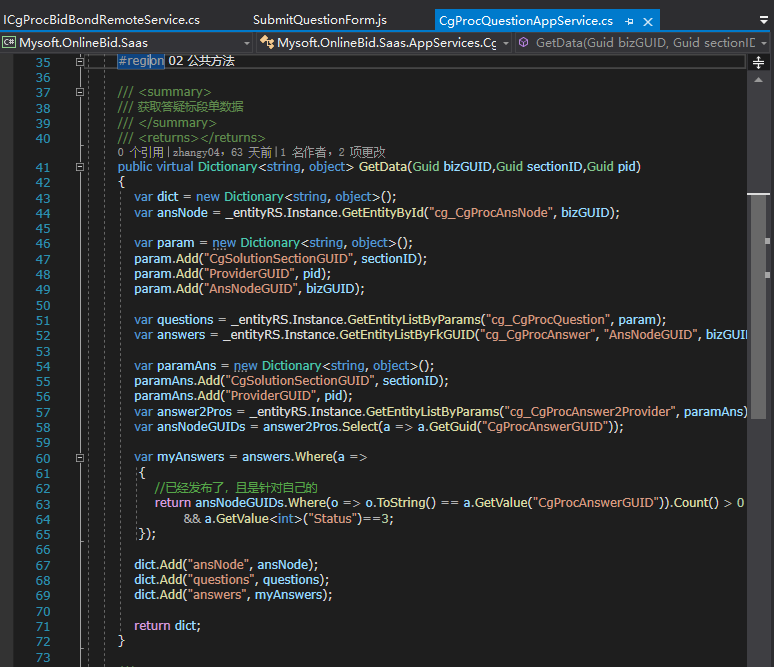 ICgProcBidBondRemoteService.cs SubmitQuestionForm.js CgProcQuestionAppService.cs
C# Mysoft.OnlineBid.Saas Mysoft.OnlineBid.Saas.AppServices.Cg GetData(Guid bizGUID, Guid sectionID
35 #region 02 公共方法
36
37 /// <summary>
38 /// 获取答疑标段单数据
39 /// </summary>
40 /// <returns></returns>
0 个引用|zhangy04，63 天前|1 名作者，2 项更改
41 public virtual Dictionary<string, object> GetData(Guid bizGUID,Guid sectionID,Guid pid)
42 {
43 var dict = new Dictionary<string, object>();
44 var ansNode = _entityRS.Instance.GetEntityById("cg_CgProcAnsNode", bizGUID);
45
46 var param = new Dictionary<string, object>();
47 param.Add("CgSolutionSectionGUID", sectionID);
48 param.Add("ProviderGUID", pid);
49 param.Add("AnsNodeGUID", bizGUID);
50
51 var questions = _entityRS.Instance.GetEntityListByParams("cg_CgProcQuestion", param);
52 var answers = _entityRS.Instance.GetEntityListByFkGUID("cg_CgProcAnswer", "AnsNodeGUID", bizGUI
53
54 var paramAns = new Dictionary<string, object>();
55 paramAns.Add("CgSolutionSectionGUID", sectionID);
56 paramAns.Add("ProviderGUID", pid);
57 var answer2Pros = _entityRS.Instance.GetEntityListByParams("cg_CgProcAnswer2Provider", paramAns)
58 var ansNodeGUIDs = answer2Pros.Select(a => a.GetGuid("CgProcAnswerGUID"));
59
60 var myAnswers = answers.Where(a =>
61 {
62 //已经发布了，且是针对自己的
63 return ansNodeGUIDs.Where(o => o.ToString() == a.GetValue("CgProcAnswerGUID")).Count() > 0
64 && a.GetValue<int>("Status")==3;
65 });
66
67 dict.Add("ansNode", ansNode);
68 dict.Add("questions", questions);
69 dict.Add("answers", myAnswers);
70
71 return dict;
72 }
73